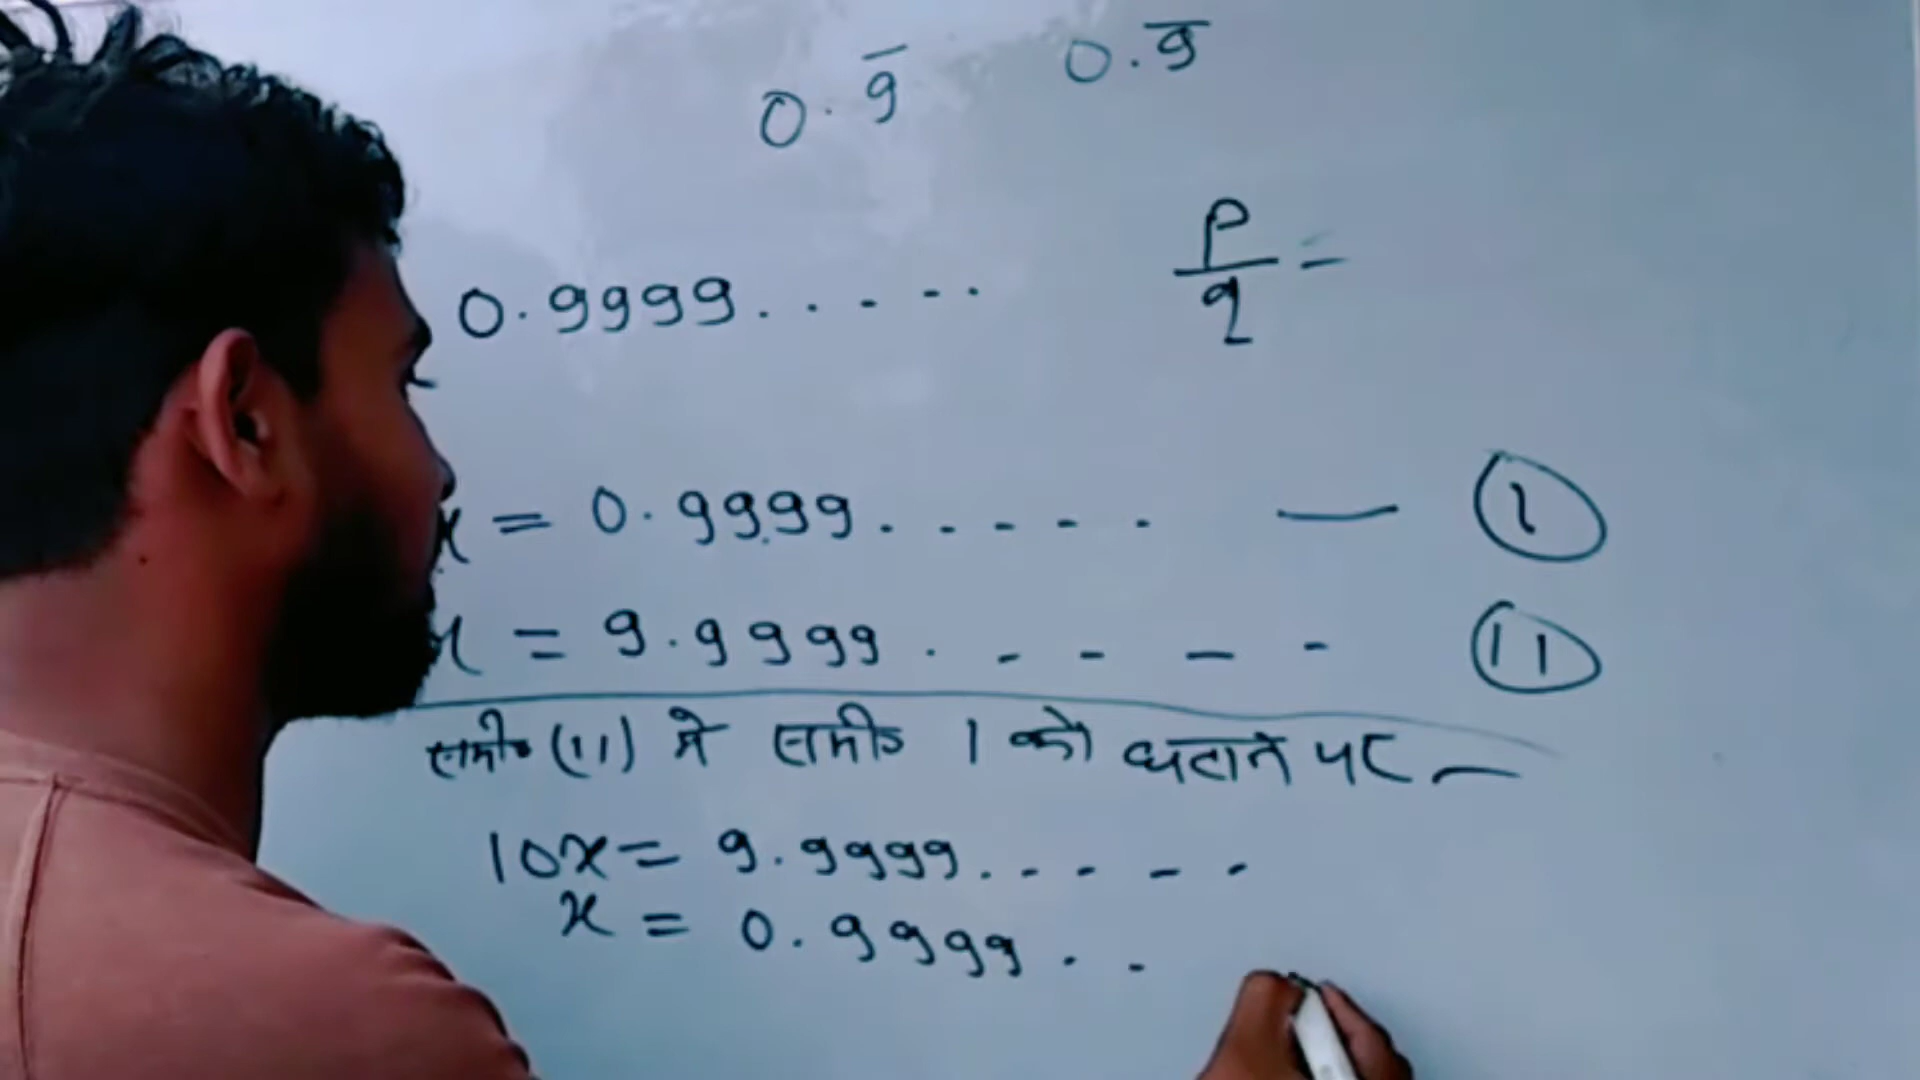 0.9̅ 0.9̅
0.9999..... p/q =
x = 0.9999...... — 1
x = 9.9999..... 11
समी० (11) मे समी० 1 को घटाने पर —
10x = 9.9999.....
x = 0.9999..